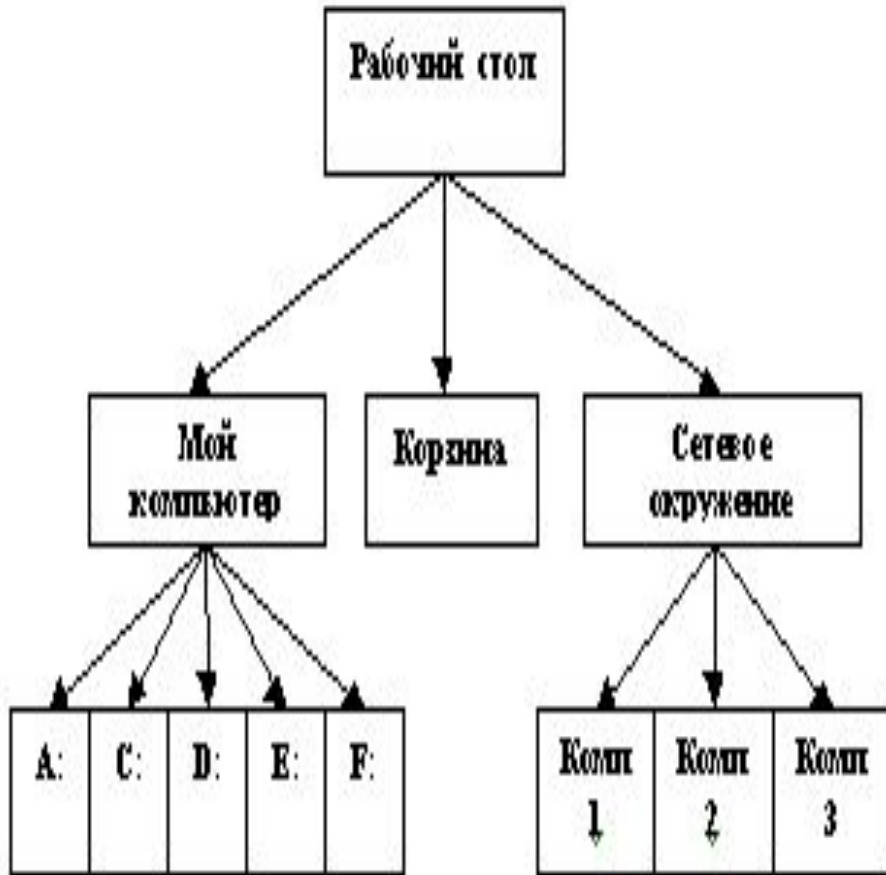 Рабочий стол
Мой
компьютер
Корзина
Сетевое
окружение
A:
C:
D:
E:
F:
Комп
1
Комп
2
Комп
3